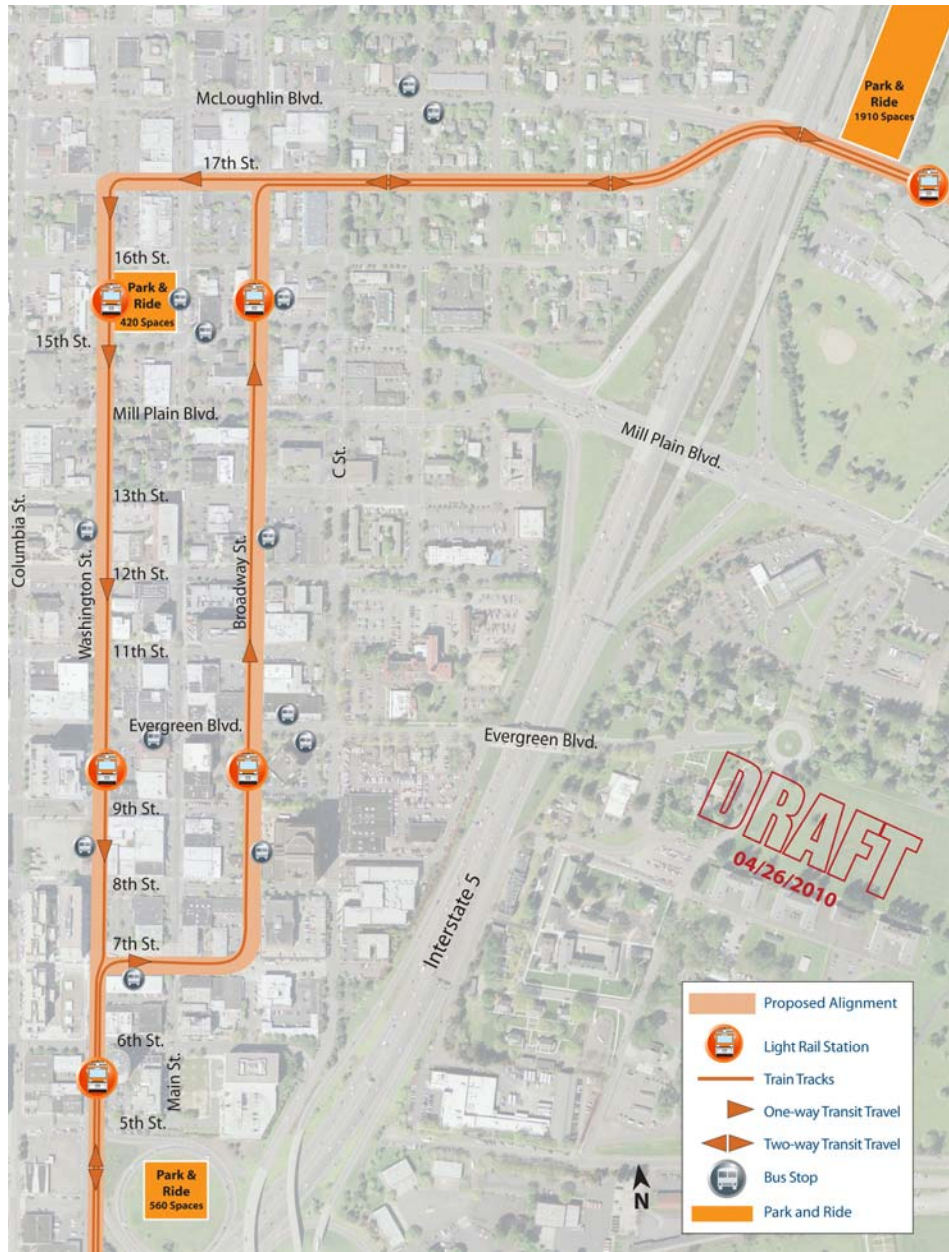 Park &
Ride
1910 Spaces
McLoughlin Blvd.
17th St.
16th St.
Park &
Ride
420 Spaces
15th St.
Mill Plain Blvd.
Mill Plain Blvd.
C St.
13th St.
Columbia St.
Washington St.
Broadway St.
12th St.
11th St.
Evergreen Blvd.
Evergreen Blvd.
9th St.
DRAFT
04/26/2010
8th St.
Interstate 5
7th St.
6th St.
Main St.
5th St.
Park &
Ride
560 Spaces
N
Proposed Alignment
Light Rail Station
Train Tracks
One-way Transit Travel
Two-way Transit Travel
Bus Stop
Park and Ride